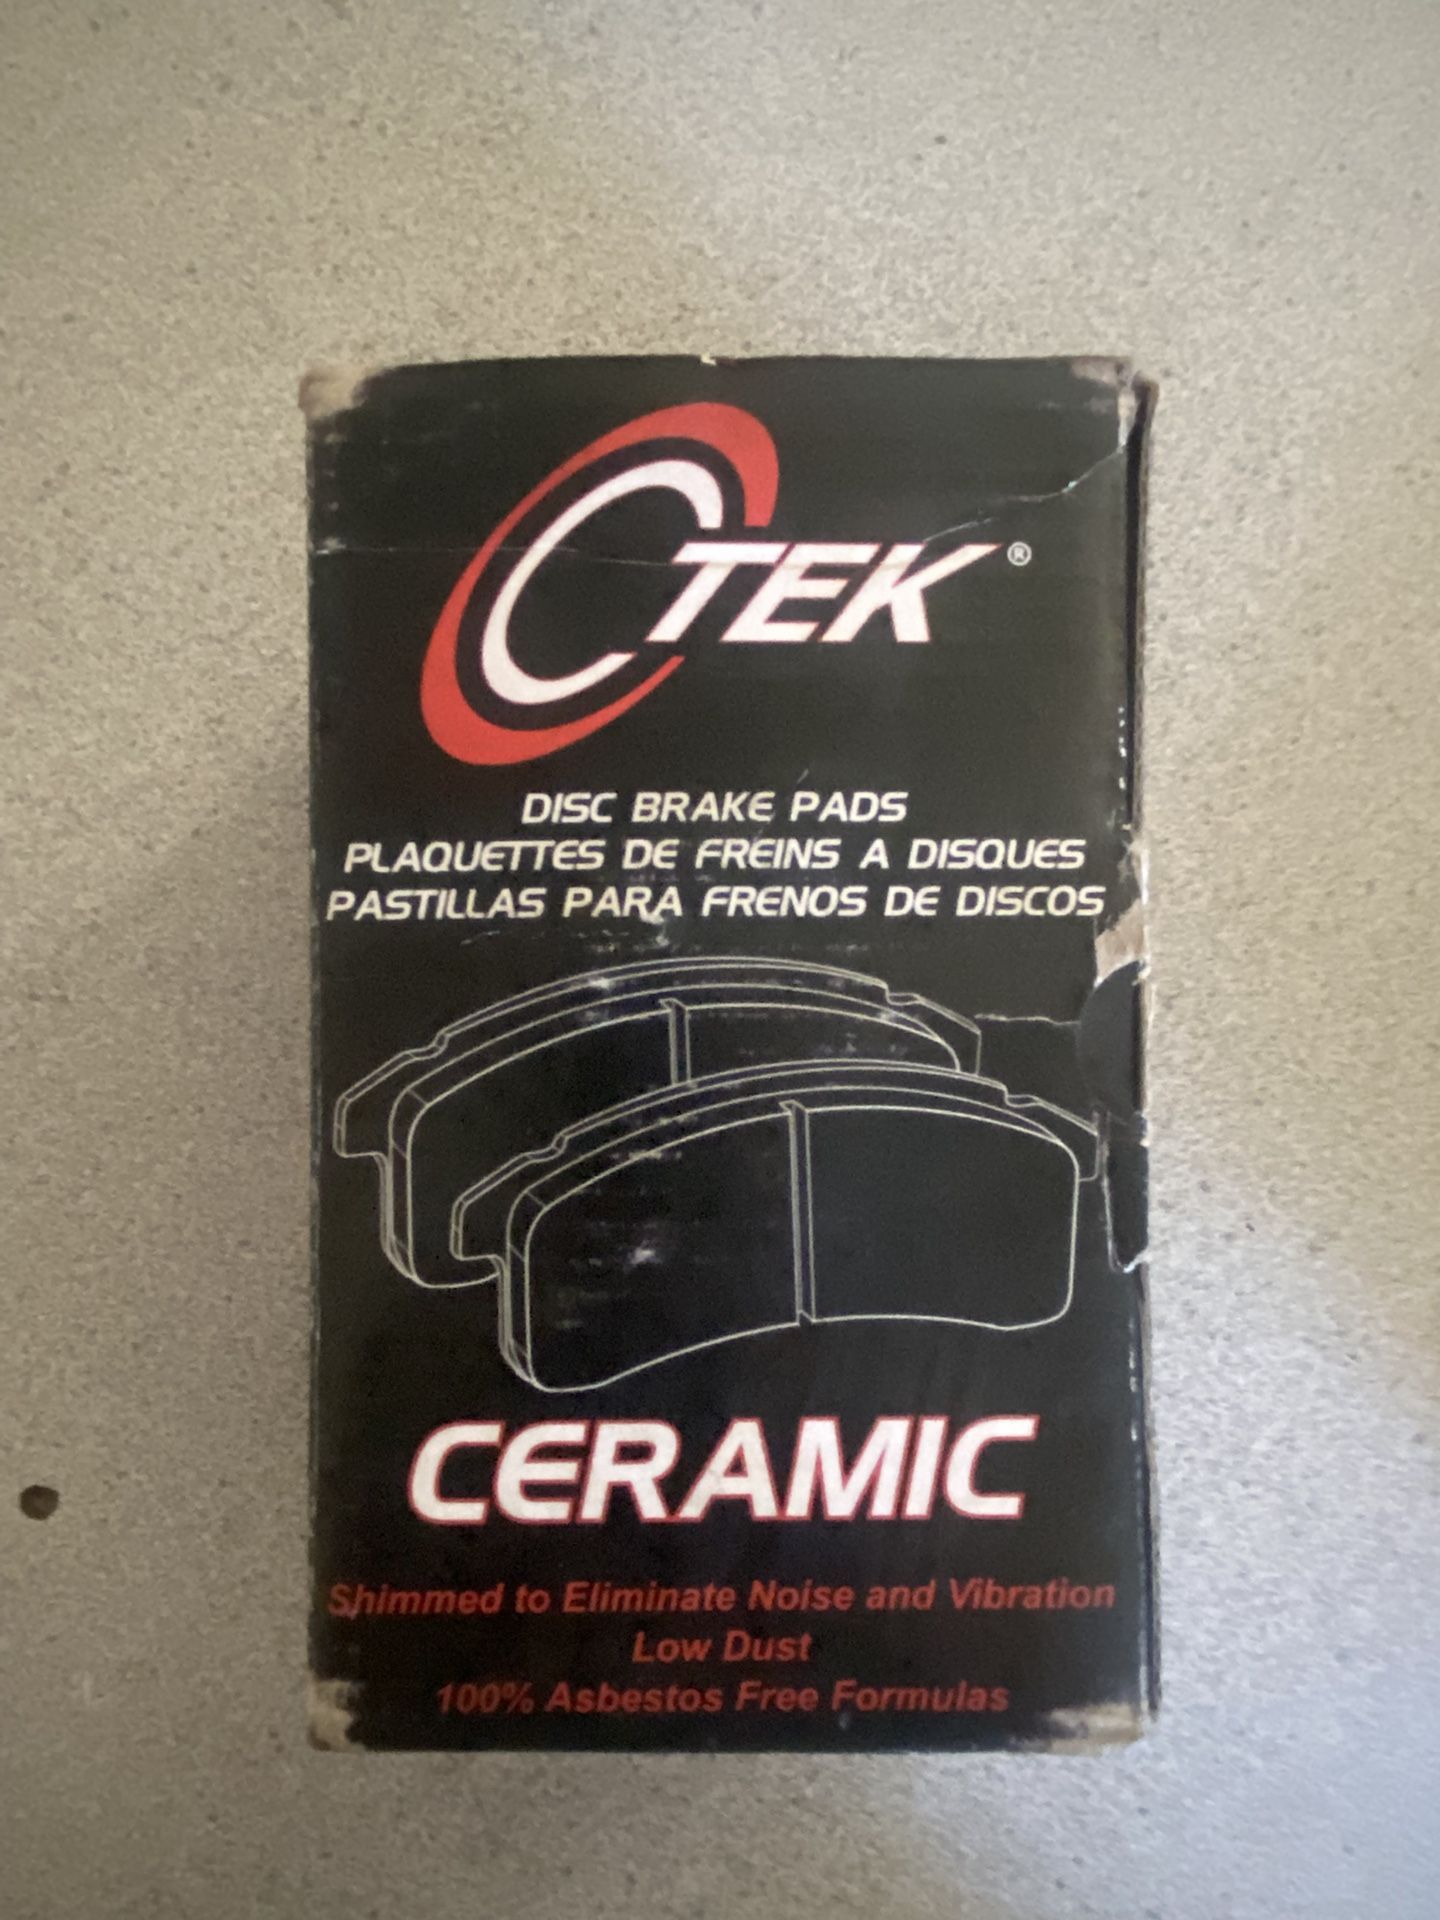 CTEK®
DISC BRAKE PADS
PLAQUETTES DE FREINS A DISQUES
PASTILLAS PARA FRENOS DE DISCOS
CERAMIC
Shimmed to Eliminate Noise and Vibration
Low Dust
100% Asbestos Free Formulas